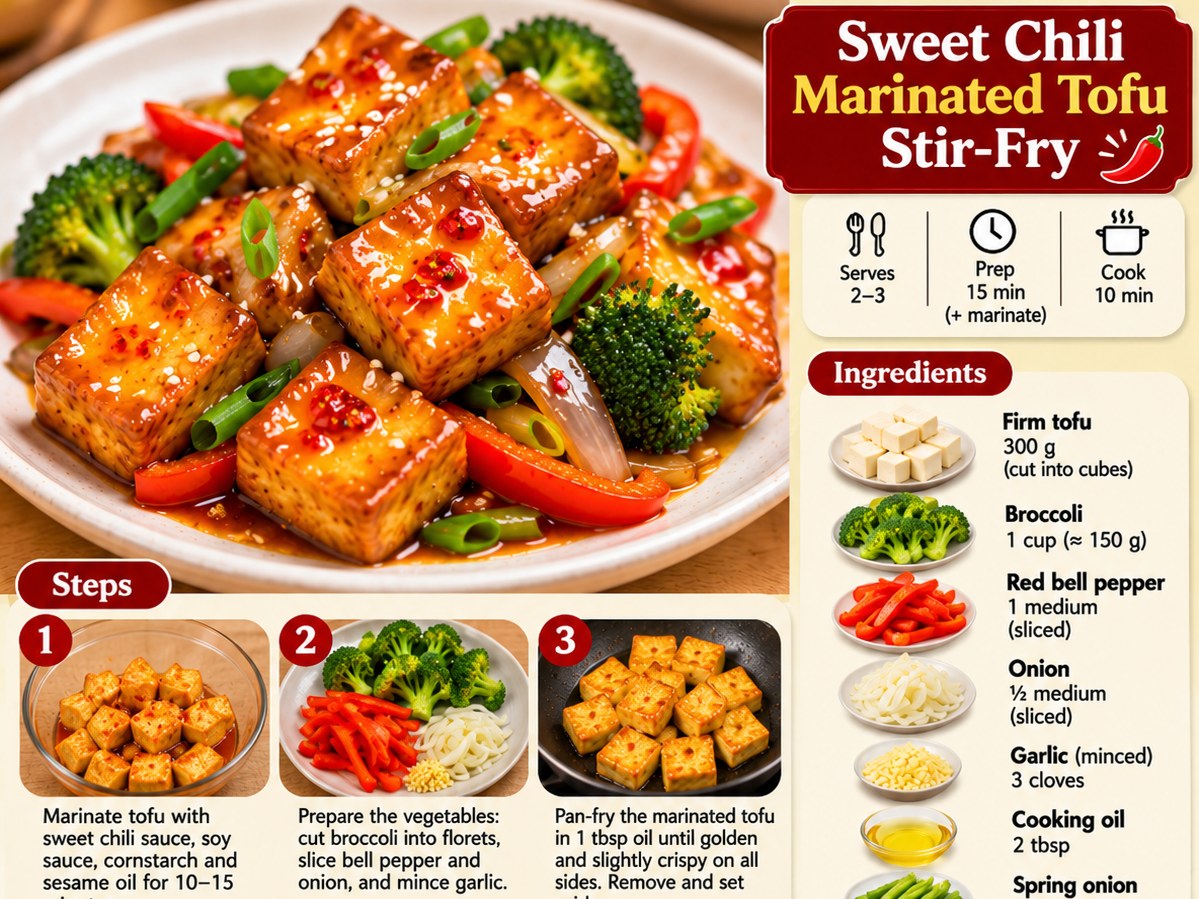 Sweet Chili
Marinated Tofu
Stir-Fry
Serves
2–3
Prep
15 min
(+ marinate)
Cook
10 min
Ingredients
Firm tofu
300 g
(cut into cubes)
Broccoli
1 cup (≈ 150 g)
Red bell pepper
1 medium
(sliced)
Onion
½ medium
(sliced)
Garlic (minced)
3 cloves
Cooking oil
2 tbsp
Spring onion
Steps
1
Marinate tofu with
sweet chili sauce, soy
sauce, cornstarch and
sesame oil for 10–15
2
Prepare the vegetables:
cut broccoli into florets,
slice bell pepper and
onion, and mince garlic.
3
Pan-fry the marinated tofu
in 1 tbsp oil until golden
and slightly crispy on all
sides. Remove and set